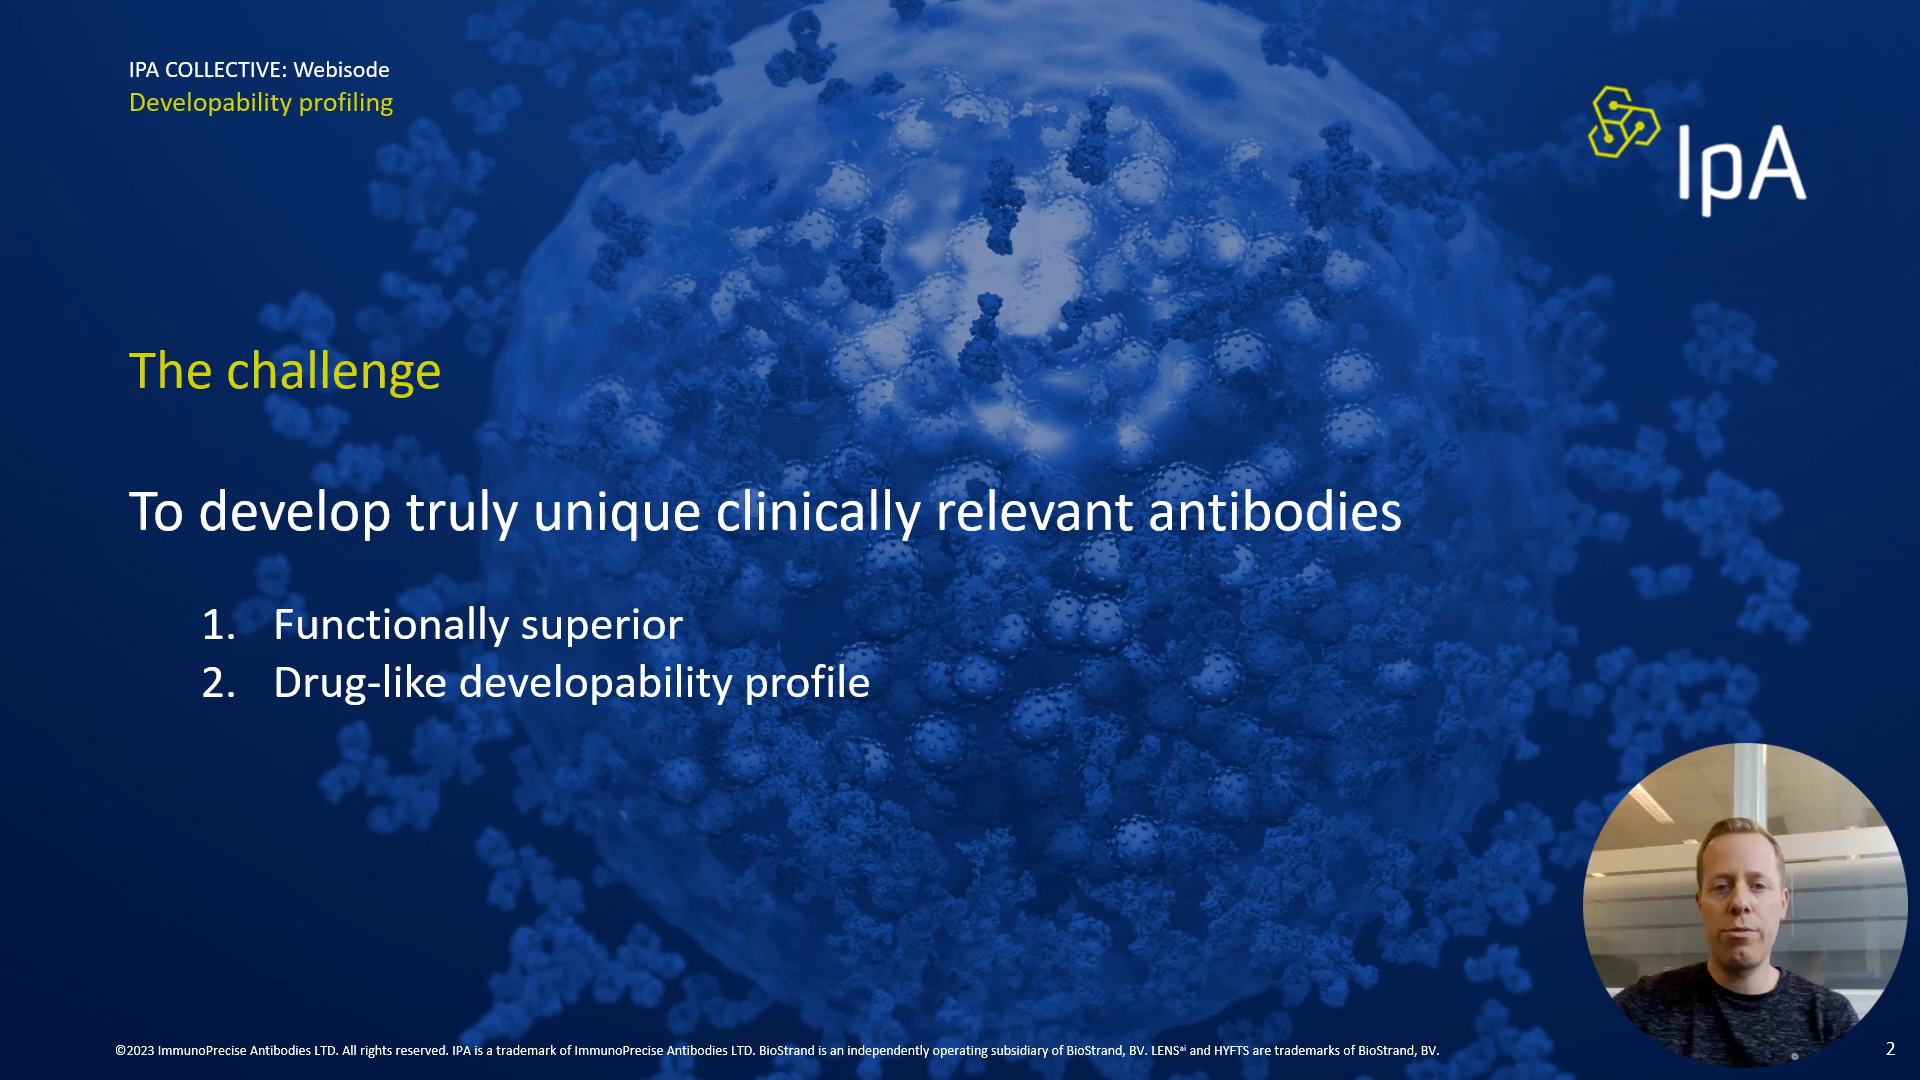 IPA COLLECTIVE: Webisode
Developability profiling
IpA
The challenge
To develop truly unique clinically relevant antibodies
1. Functionally superior
2. Drug-like developability profile
©2023 ImmunoPrecise Antibodies LTD. All rights reserved. IPA is a trademark of ImmunoPrecise Antibodies LTD. BioStrand is an independently operating subsidiary of BioStrand, BV. LENSᵃⁱ and HYFTS are trademarks of BioStrand, BV.
2